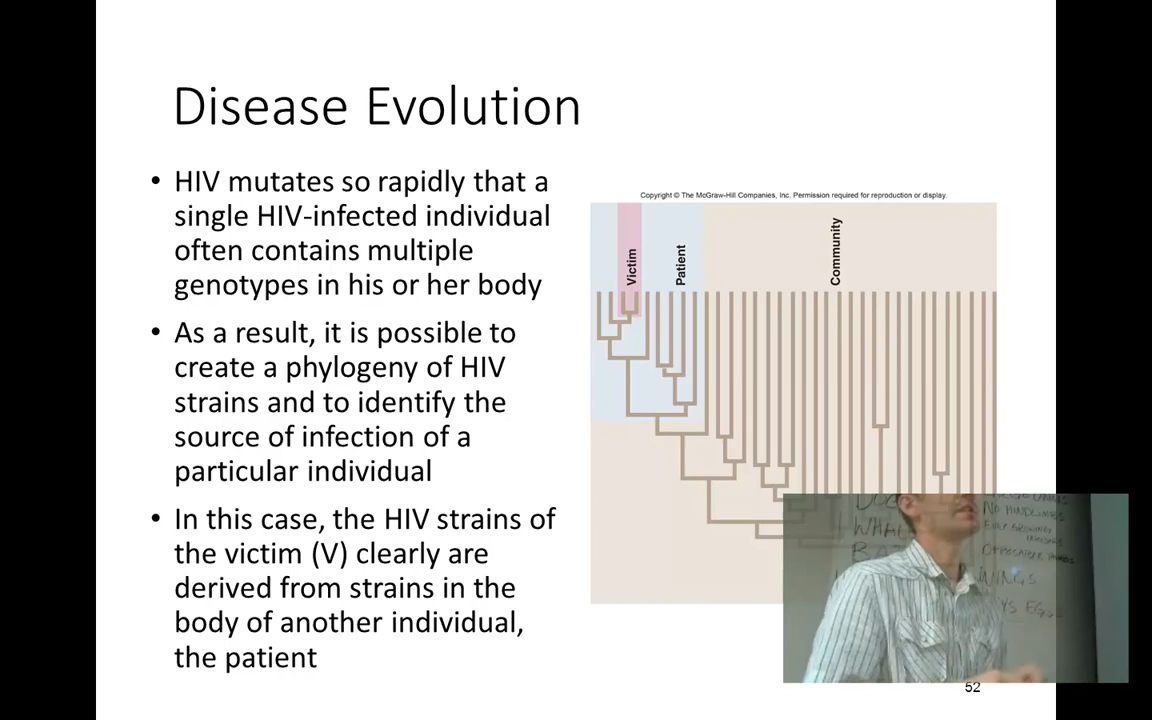 Disease Evolution
• HIV mutates so rapidly that a
single HIV-infected individual
often contains multiple
genotypes in his or her body
• As a result, it is possible to
create a phylogeny of HIV
strains and to identify the
source of infection of a
particular individual
• In this case, the HIV strains of
the victim (V) clearly are
derived from strains in the
body of another individual,
the patient
Copyright © The McGraw-Hill Companies, Inc. Permission required for reproduction or display.
Victim
Patient
Community
NO HINDLIMBS
WINGS
52